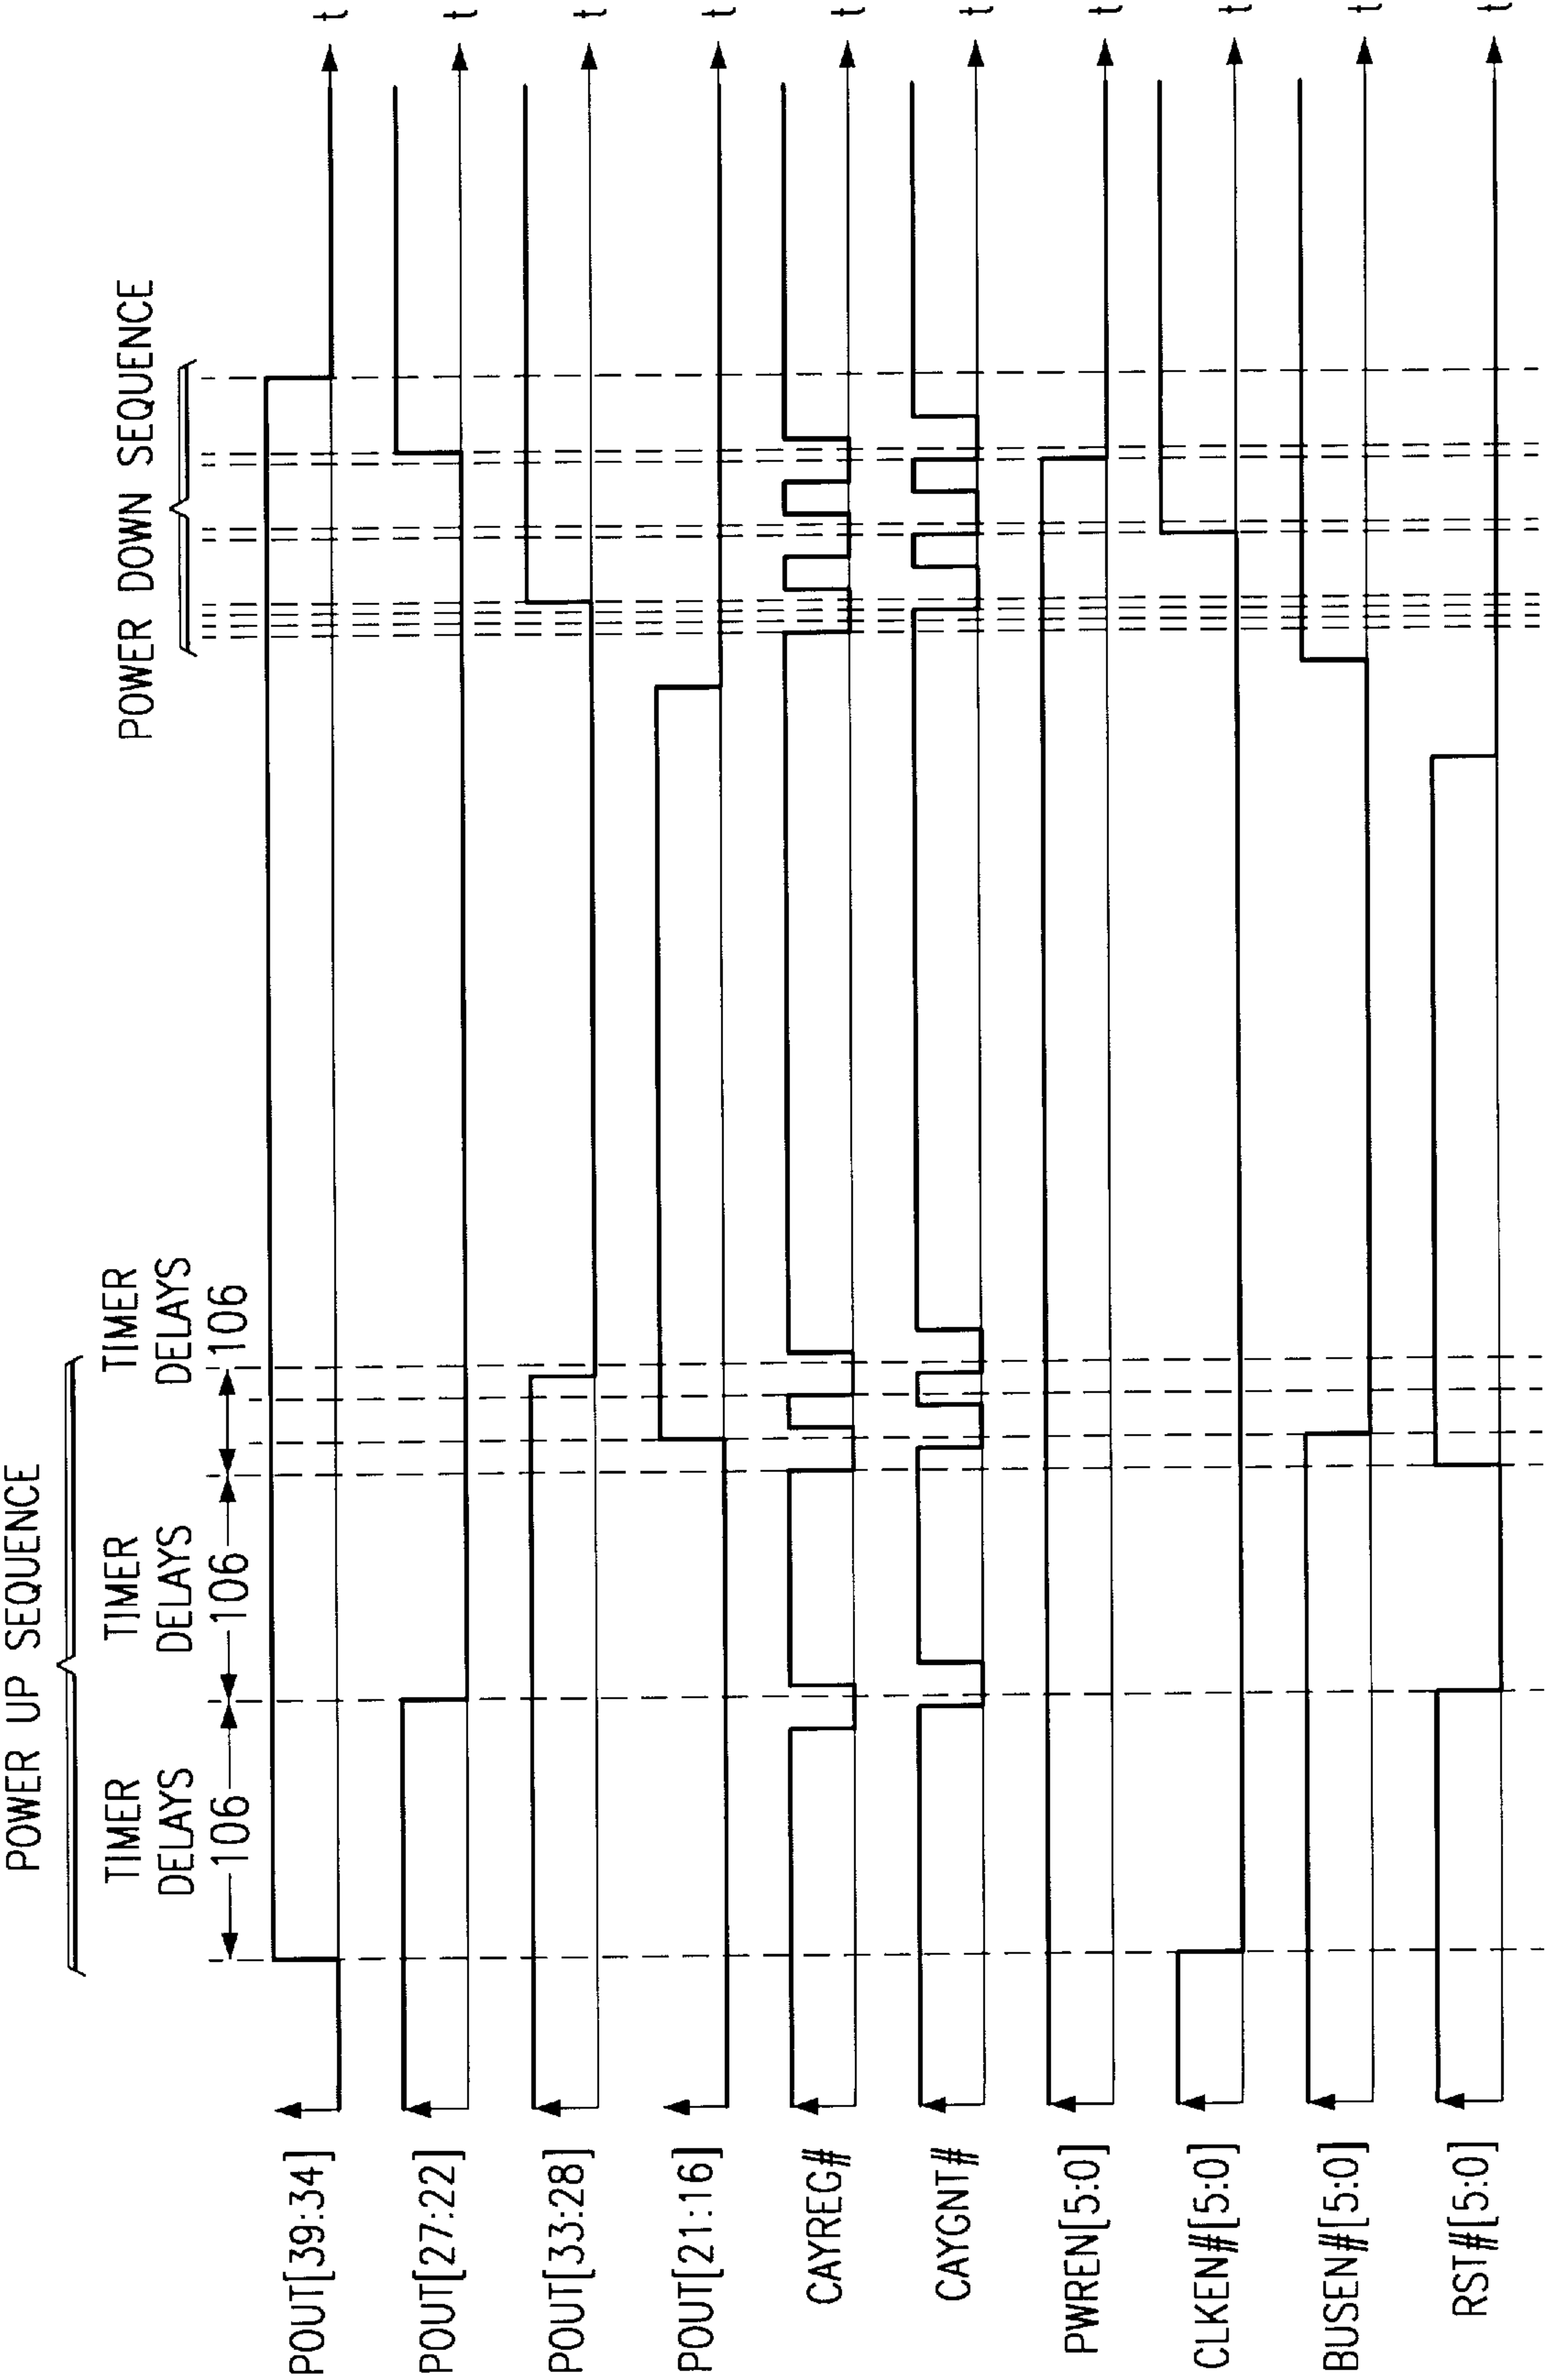 POWER UP SEQUENCE
POWER DOWN SEQUENCE
TIMER DELAYS
106
TIMER DELAYS
106
TIMER DELAYS
106
POUT[39:34]
t
POUT[27:22]
t
POUT[33:28]
t
POUT[21:16]
t
CAYREG#
t
CAYGNT#
t
PWREN[5:0]
t
CLKEN#[5:0]
t
BUSEN#[5:0]
t
RST#[5:0]
t